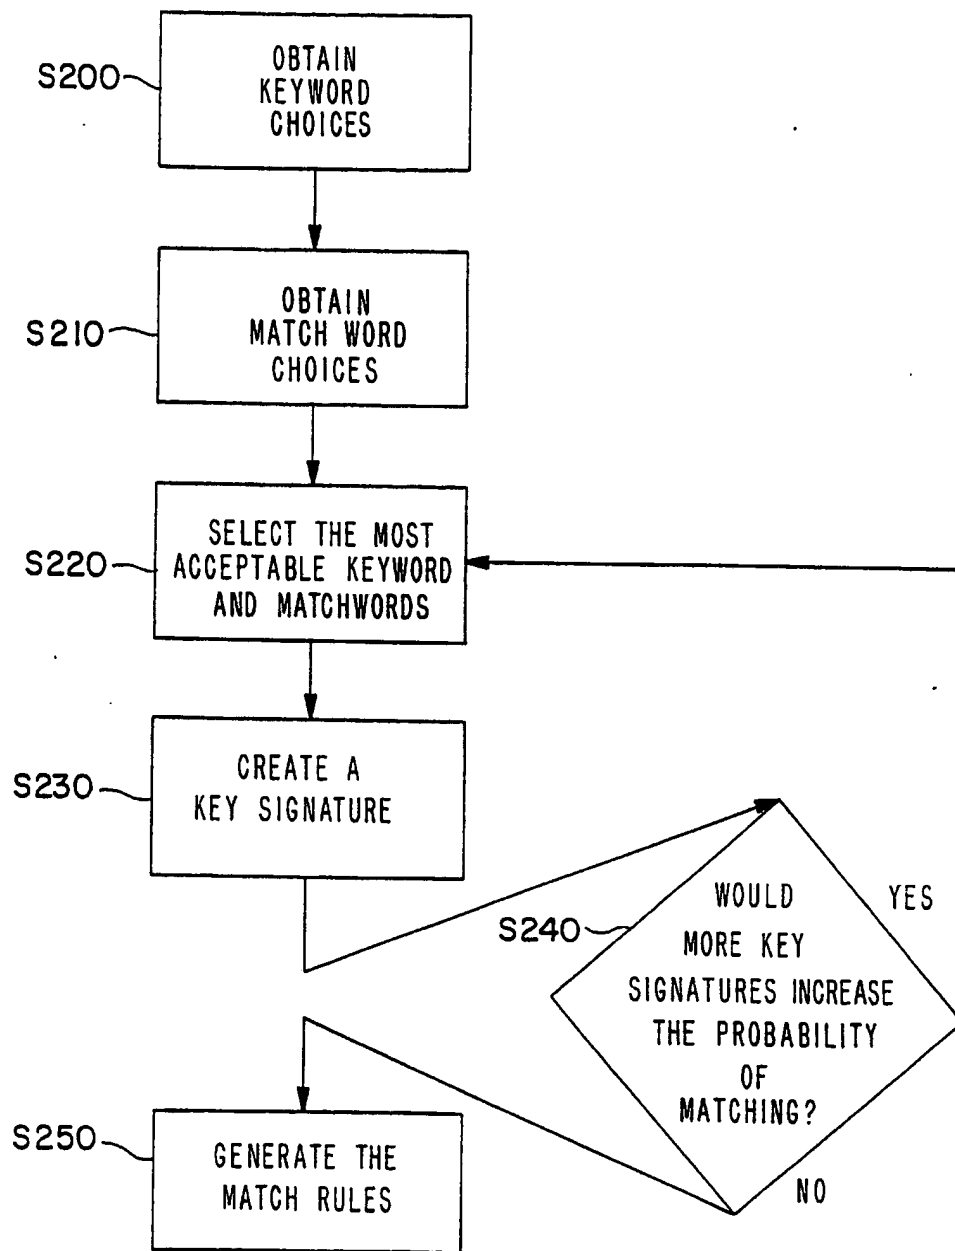 S200
OBTAIN
KEYWORD
CHOICES
S210
OBTAIN
MATCH WORD
CHOICES
S220
SELECT THE MOST
ACCEPTABLE KEYWORD
AND MATCHWORDS
S230
CREATE A
KEY SIGNATURE
S240
WOULD
MORE KEY
SIGNATURES INCREASE
THE PROBABILITY
OF
MATCHING?
YES
NO
S250
GENERATE THE
MATCH RULES